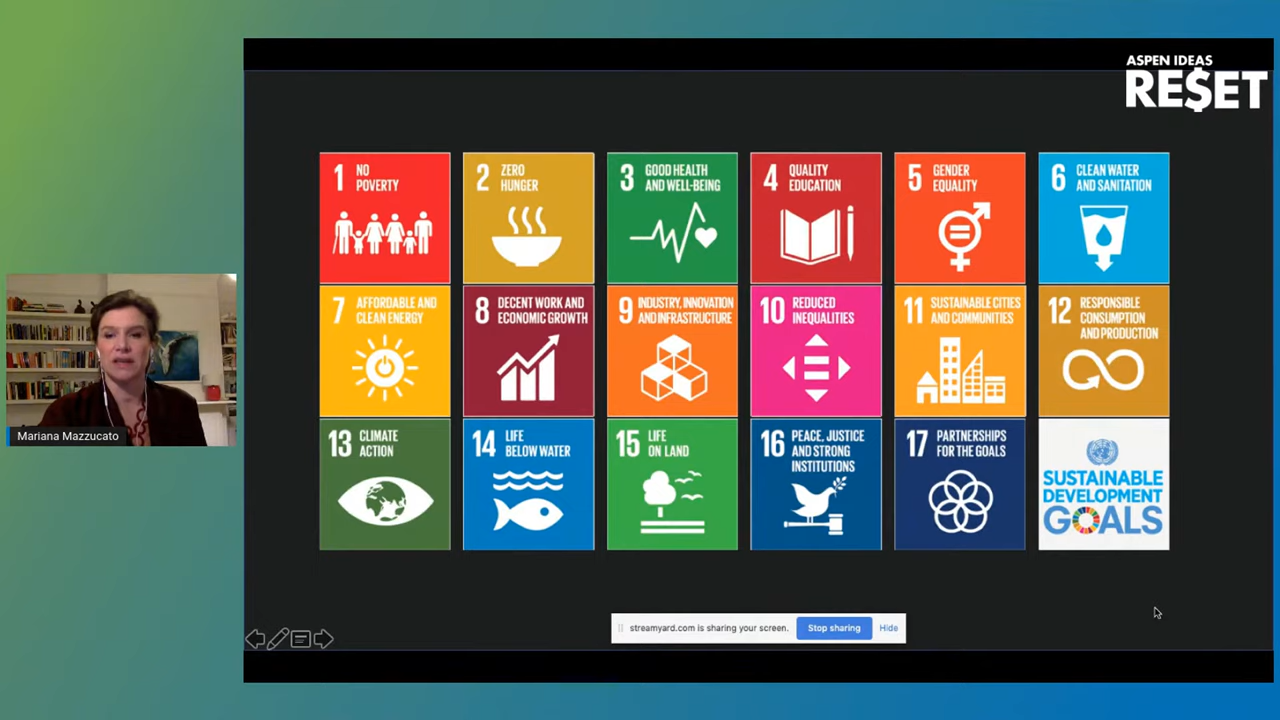 ASPEN IDEAS
RE$ET
1 NO
POVERTY
2 ZERO
HUNGER
3 GOOD HEALTH
AND WELL-BEING
4 QUALITY
EDUCATION
5 GENDER
EQUALITY
6 CLEAN WATER
AND SANITATION
7 AFFORDABLE AND
CLEAN ENERGY
8 DECENT WORK AND
ECONOMIC GROWTH
9 INDUSTRY, INNOVATION
AND INFRASTRUCTURE
10 REDUCED
INEQUALITIES
11 SUSTAINABLE CITIES
AND COMMUNITIES
12 RESPONSIBLE
CONSUMPTION
AND PRODUCTION
13 CLIMATE
ACTION
14 LIFE
BELOW WATER
15 LIFE
ON LAND
16 PEACE, JUSTICE
AND STRONG
INSTITUTIONS
17 PARTNERSHIPS
FOR THE GOALS
SUSTAINABLE
DEVELOPMENT
GOALS
Mariana Mazzucato
streamyard.com is sharing your screen.
Stop sharing
Hide